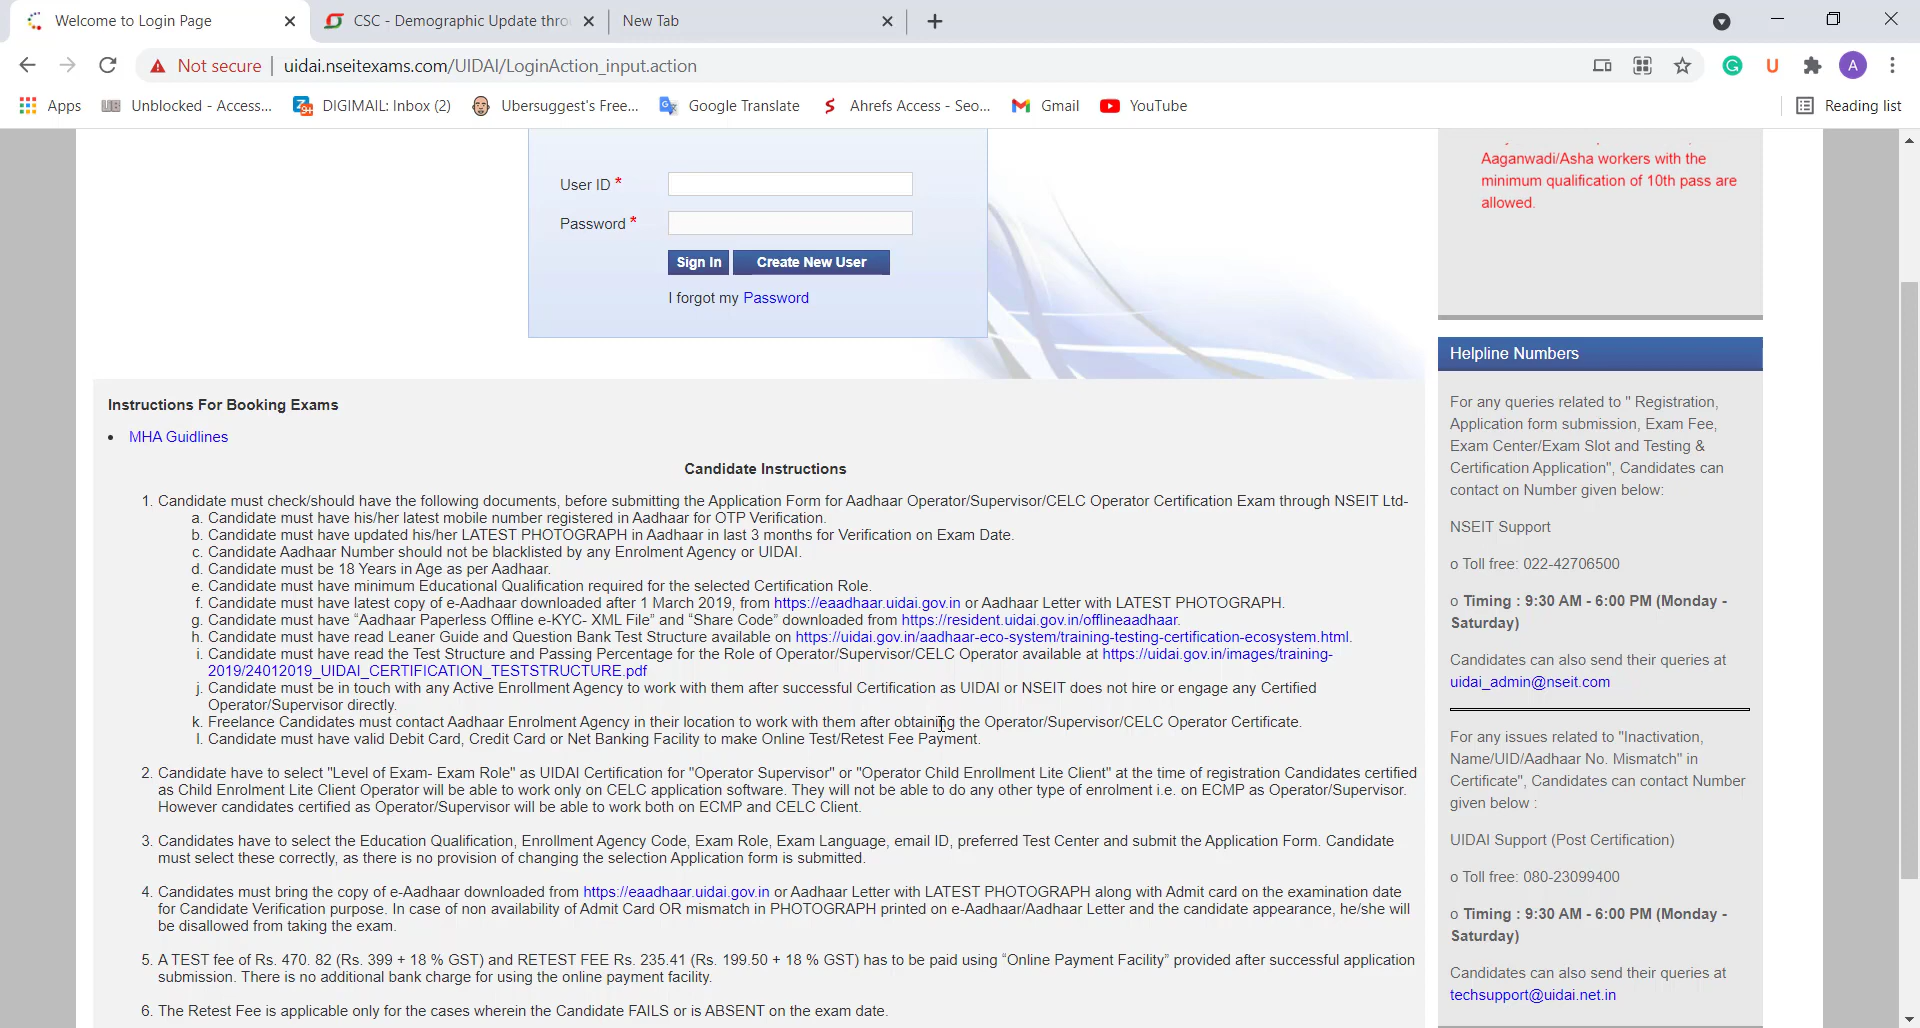 Welcome to Login Page
CSC - Demographic Update thro
New Tab
Not secure
uidai.nseitexams.com/UIDAI/LoginAction_input.action
Apps
Unblocked - Access...
DIGIMAIL: Inbox (2)
Ubersuggest's Free...
Google Translate
Ahrefs Access - Seo...
Gmail
YouTube
Reading list
User ID *
Password *
Sign In
Create New User
I forgot my Password
Aaganwadi/Asha workers with the
minimum qualification of 10th pass are
allowed.
Instructions For Booking Exams
• MHA Guidlines
Candidate Instructions
1. Candidate must check/should have the following documents, before submitting the Application Form for Aadhaar Operator/Supervisor/CELC Operator Certification Exam through NSEIT Ltd-
a. Candidate must have his/her latest mobile number registered in Aadhaar for OTP Verification.
b. Candidate must have updated his/her LATEST PHOTOGRAPH in Aadhaar in last 3 months for Verification on Exam Date.
c. Candidate Aadhaar Number should not be blacklisted by any Enrolment Agency or UIDAI.
d. Candidate must be 18 Years in Age as per Aadhaar.
e. Candidate must have minimum Educational Qualification required for the selected Certification Role.
f. Candidate must have latest copy of e-Aadhaar downloaded after 1 March 2019, from https://eaadhaar.uidai.gov.in or Aadhaar Letter with LATEST PHOTOGRAPH.
g. Candidate must have “Aadhaar Paperless Offline e-KYC- XML File” and “Share Code” downloaded from https://resident.uidai.gov.in/offlineaadhaar.
h. Candidate must have read Leaner Guide and Question Bank Test Structure available on https://uidai.gov.in/aadhaar-eco-system/training-testing-certification-ecosystem.html.
i. Candidate must have read the Test Structure and Passing Percentage for the Role of Operator/Supervisor/CELC Operator available at https://uidai.gov.in/images/training-
2019/24012019_UIDAI_CERTIFICATION_TESTSTRUCTURE.pdf
j. Candidate must be in touch with any Active Enrollment Agency to work with them after successful Certification as UIDAI or NSEIT does not hire or engage any Certified
Operator/Supervisor directly.
k. Freelance Candidates must contact Aadhaar Enrolment Agency in their location to work with them after obtaining the Operator/Supervisor/CELC Operator Certificate.
l. Candidate must have valid Debit Card, Credit Card or Net Banking Facility to make Online Test/Retest Fee Payment.
2. Candidate have to select "Level of Exam- Exam Role" as UIDAI Certification for "Operator Supervisor" or "Operator Child Enrollment Lite Client" at the time of registration Candidates certified
as Child Enrolment Lite Client Operator will be able to work only on CELC application software. They will not be able to do any other type of enrolment i.e. on ECMP as Operator/Supervisor.
However candidates certified as Operator/Supervisor will be able to work both on ECMP and CELC Client.
3. Candidates have to select the Education Qualification, Enrollment Agency Code, Exam Role, Exam Language, email ID, preferred Test Center and submit the Application Form. Candidate
must select these correctly, as there is no provision of changing the selection Application form is submitted.
4. Candidates must bring the copy of e-Aadhaar downloaded from https://eaadhaar.uidai.gov.in or Aadhaar Letter with LATEST PHOTOGRAPH along with Admit card on the examination date
for Candidate Verification purpose. In case of non availability of Admit Card OR mismatch in PHOTOGRAPH printed on e-Aadhaar/Aadhaar Letter and the candidate appearance, he/she will
be disallowed from taking the exam.
5. A TEST fee of Rs. 470. 82 (Rs. 399 + 18 % GST) and RETEST FEE Rs. 235.41 (Rs. 199.50 + 18 % GST) has to be paid using “Online Payment Facility” provided after successful application
submission. There is no additional bank charge for using the online payment facility.
6. The Retest Fee is applicable only for the cases wherein the Candidate FAILS or is ABSENT on the exam date.
Helpline Numbers
For any queries related to " Registration,
Application form submission, Exam Fee,
Exam Center/Exam Slot and Testing &
Certification Application", Candidates can
contact on Number given below:
NSEIT Support
o Toll free: 022-42706500
o Timing : 9:30 AM - 6:00 PM (Monday -
Saturday)
Candidates can also send their queries at
uidai_admin@nseit.com
For any issues related to "Inactivation,
Name/UID/Aadhaar No. Mismatch" in
Certificate", Candidates can contact Number
given below :
UIDAI Support (Post Certification)
o Toll free: 080-23099400
o Timing : 9:30 AM - 6:00 PM (Monday -
Saturday)
Candidates can also send their queries at
techsupport@uidai.net.in